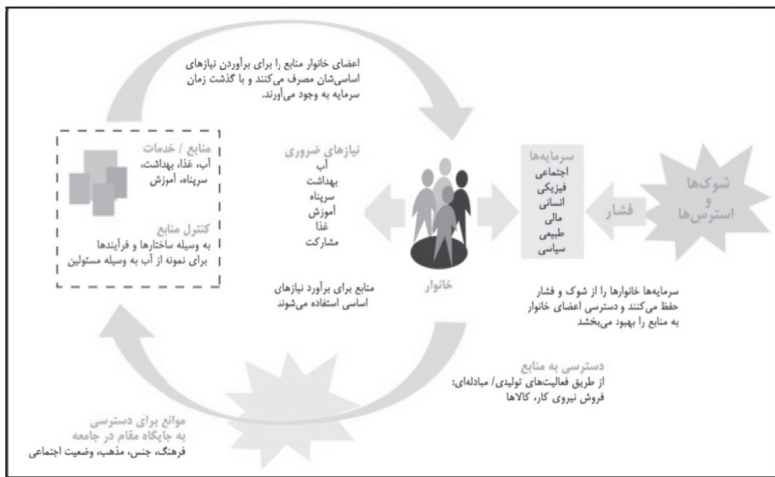 اعضای خانوار منابع را برای برآوردن نیازهای
اساسی‌شان مصرف می‌کنند و با گذشت زمان
سرمایه به وجود می‌آورند.
شوک‌ها
و
استرس‌ها
فشار
سرمایه‌ها
اجتماعی
فیزیکی
انسانی
مالی
طبیعی
سیاسی
خانوار
نیازهای ضروری
آب
بهداشت
سرپناه
آموزش
غذا
مشارکت
منابع / خدمات
آب، غذا، بهداشت،
سرپناه، آموزش
کنترل منابع
به وسیله ساختارها و فرآیندها
برای نمونه از آب به وسیله مسئولین
سرمایه‌ها خانوارها را از شوک و فشار
حفظ می‌کنند و دسترسی اعضای خانوار
به منابع را بهبود می‌بخشد
منابع برای برآورد نیازهای
اساسی استفاده می‌شوند
دسترسی به منابع
از طریق فعالیت‌های تولیدی/ مبادله‌ای:
فروش نیروی کار، کالاها
موانع برای دسترسی
به جایگاه مقام در جامعه
فرهنگ، جنس، مذهب، وضعیت اجتماعی